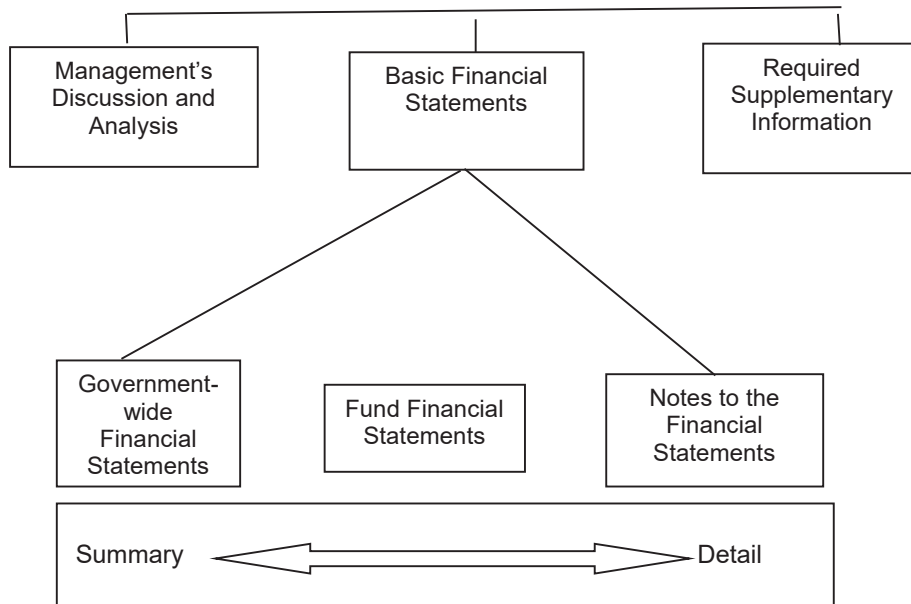 Management’s
Discussion and
Analysis
Basic Financial
Statements
Required
Supplementary
Information
Government-
wide
Financial
Statements
Fund Financial
Statements
Notes to the
Financial
Statements
Summary
Detail